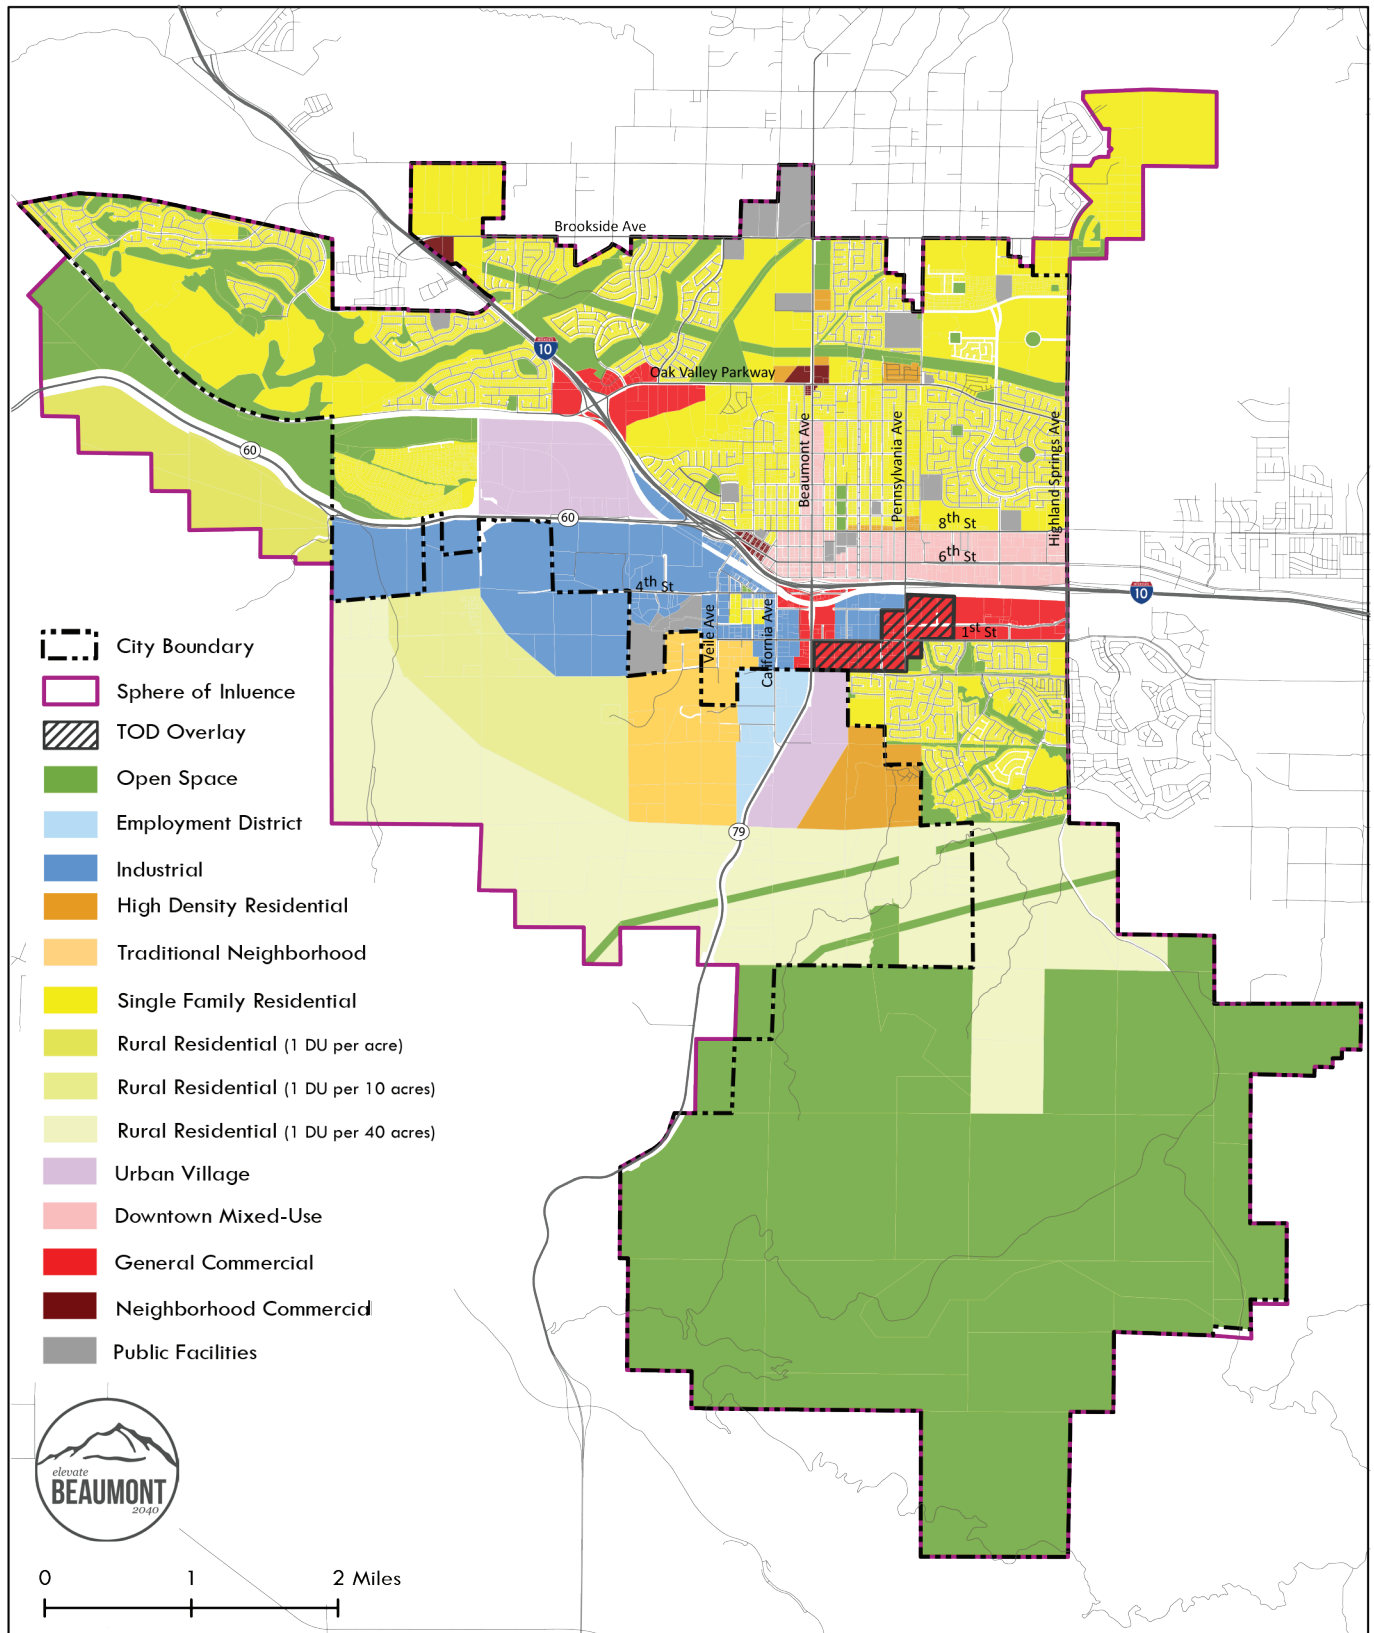 Brookside Ave
10
Oak Valley Parkway
Beaumont Ave
Pennsylvania Ave
Highland Springs Ave
60
60
8th St
6th St
4th St
10
1st St
Veile Ave
California Ave
79
City Boundary
Sphere of Inluence
TOD Overlay
Open Space
Employment District
Industrial
High Density Residential
Traditional Neighborhood
Single Family Residential
Rural Residential (1 DU per acre)
Rural Residential (1 DU per 10 acres)
Rural Residential (1 DU per 40 acres)
Urban Village
Downtown Mixed-Use
General Commercial
Neighborhood Commercial
Public Facilities
elevate
BEAUMONT
2040
0 1 2 Miles